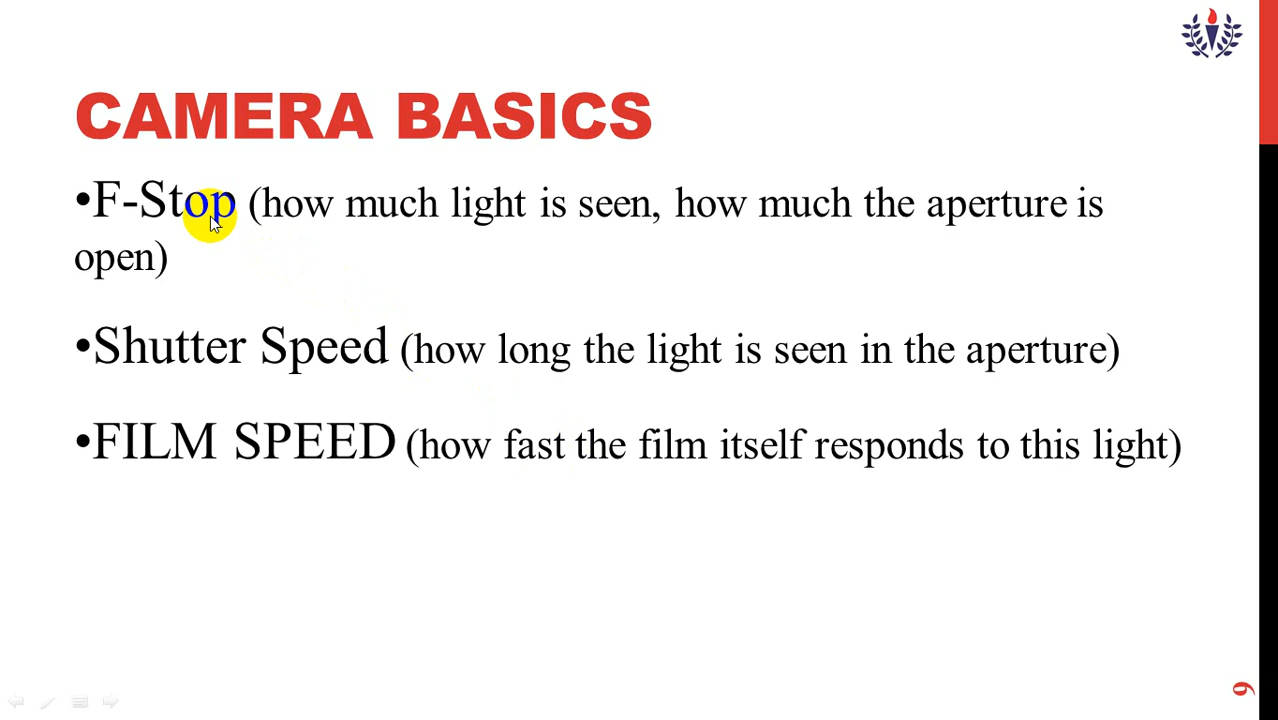 CAMERA BASICS
•F-Stop (how much light is seen, how much the aperture is
open)
•Shutter Speed (how long the light is seen in the aperture)
•FILM SPEED (how fast the film itself responds to this light)
9